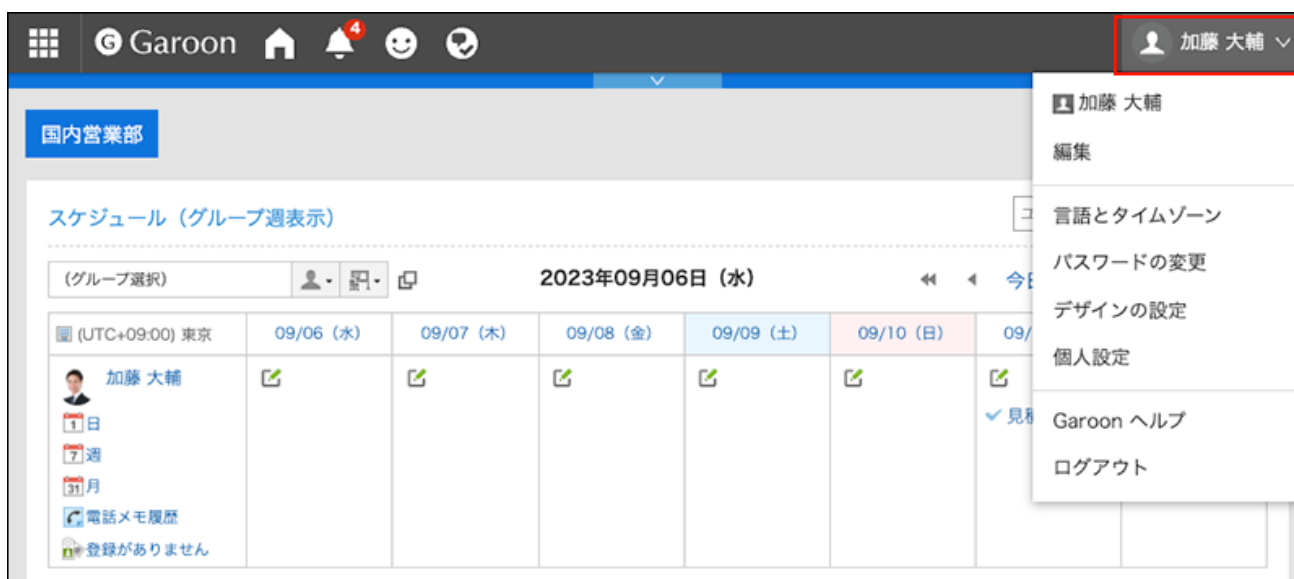 G Garoon 4 加藤 大輔
加藤 大輔
編集
言語とタイムゾーン
パスワードの変更
デザインの設定
個人設定
Garoon ヘルプ
ログアウト
国内営業部
スケジュール（グループ週表示）
(グループ選択)
2023年09月06日（水）
(UTC+09:00) 東京 09/06（水） 09/07（木） 09/08（金） 09/09（土） 09/10（日） 09/
加藤 大輔
1 日
7 週
31 月
電話メモ履歴
登録がありません